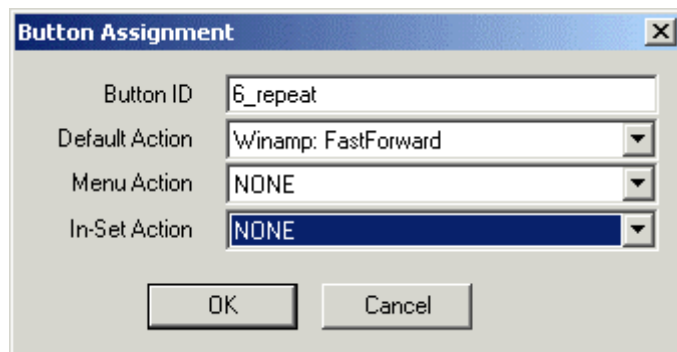 Button Assignment
Button ID 6_repeat
Default Action Winamp: FastForward
Menu Action NONE
In-Set Action NONE
OK Cancel